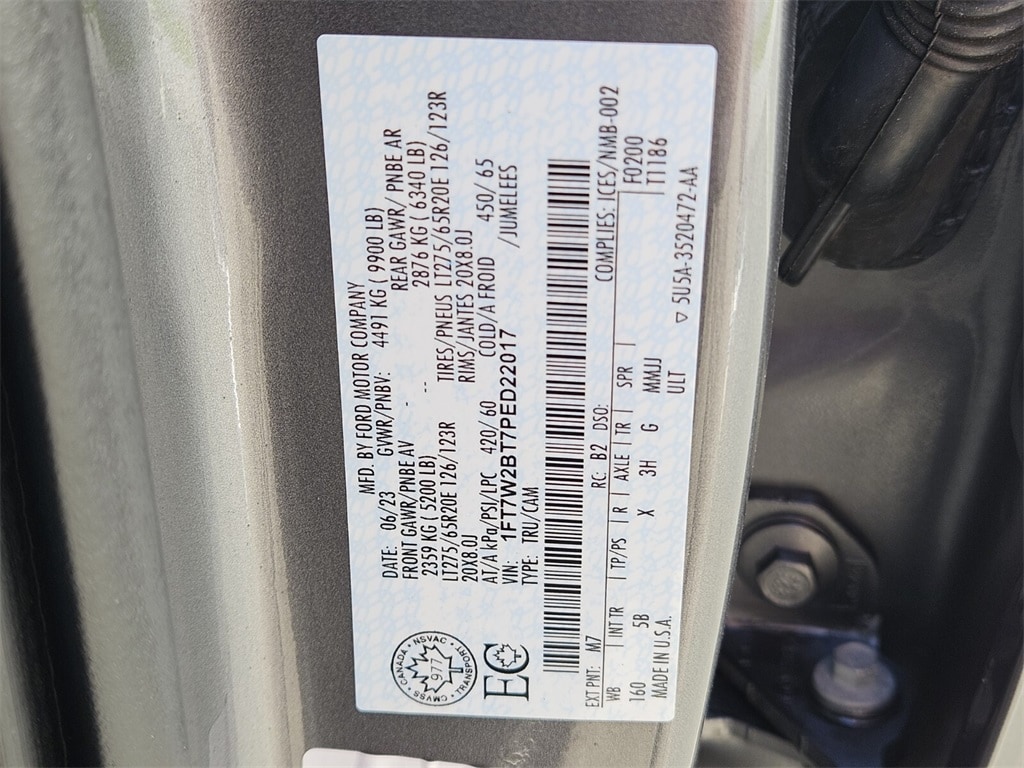 MFD. BY FORD MOTOR COMPANY
DATE: 06/23 GVWR/PNBV: 4491 KG ( 9900 LB)
FRONT GAWR/PNBE AV - REAR GAWR/ PNBE AR
2359 KG ( 5200 LB) -- 2876 KG ( 6340 LB)
LT275/65R20E 126/123R TIRES/PNEUS LT275/65R20E 126/123R
20X8.0J RIMS/JANTES 20X8.0J
AT/A kPa/PSI/LPC 420/ 60 COLD/A FROID 450/ 65
VIN: 1FT7W2BT7PED22017 /JUMELEES
TYPE: TRU/CAM
CANADA · NSVAC · TRANSPORT · CMVSS
977
EC
EXT PNT: M7 RC: B2 DSO: COMPLIES: ICES/NMB-002
WB | INT TR | TP/PS | R | AXLE | TR | SPR | F0200
160 5B X 3H G MMJJ T1186
MADE IN U.S.A. ULT
▽ 5U5A-3520472-AA